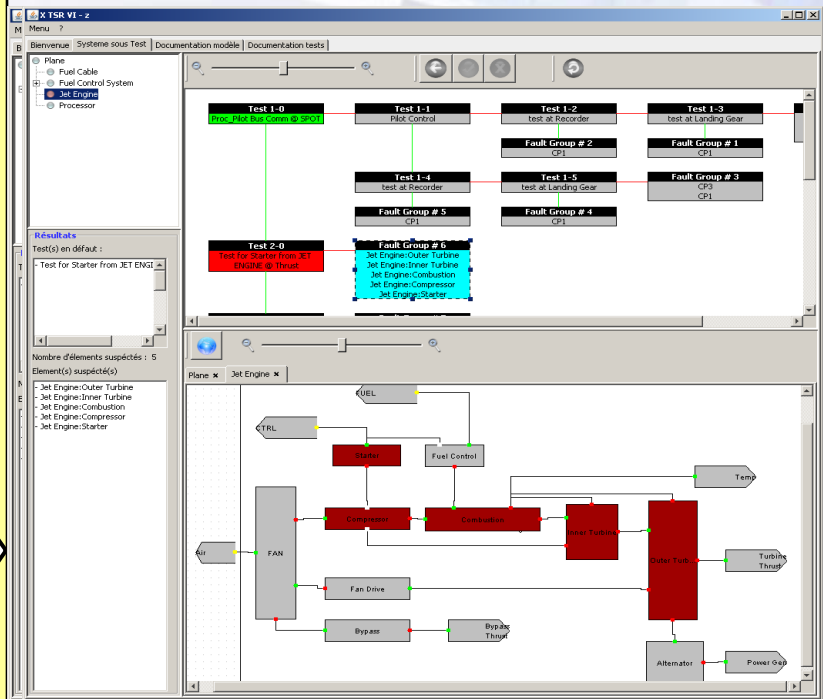 X TSR VI - z
Menu ?
Bienvenue Systeme sous Test Documentation modèle Documentation tests
Plane
Fuel Cable
Fuel Control System
Jet Engine
Processor
Test 1-0
Proc_Pilot Bus Comm @ SPOT
Test 1-1
Pilot Control
Test 1-2
test at Recorder
Test 1-3
test at Landing Gear
Fault Group # 2
CP1
Fault Group # 1
CP1
Test 1-4
test at Recorder
Test 1-5
test at Landing Gear
Fault Group # 3
CP3
CP1
Fault Group # 5
CP1
Fault Group # 4
CP1
Test 2-0
Test for Starter from JET
ENGINE @ Thrust
Fault Group # 6
Jet Engine:Outer Turbine
Jet Engine:Inner Turbine
Jet Engine:Combustion
Jet Engine:Compressor
Jet Engine:Starter
Résultats
Test(s) en défaut :
- Test for Starter from JET ENGI
Nombre d'élements suspéctés : 5
Element(s) suspécté(s)
- Jet Engine:Outer Turbine
- Jet Engine:Inner Turbine
- Jet Engine:Combustion
- Jet Engine:Compressor
- Jet Engine:Starter
Plane Jet Engine
FUEL
CTRL
Starter
Fuel Control
Temp
Compressor
Combustion
Inner Turbine
Outer Turbi
Air
FAN
Turbine
Thrust
Fan Drive
Bypass
Bypass
Thrust
Alternator
Power Gen